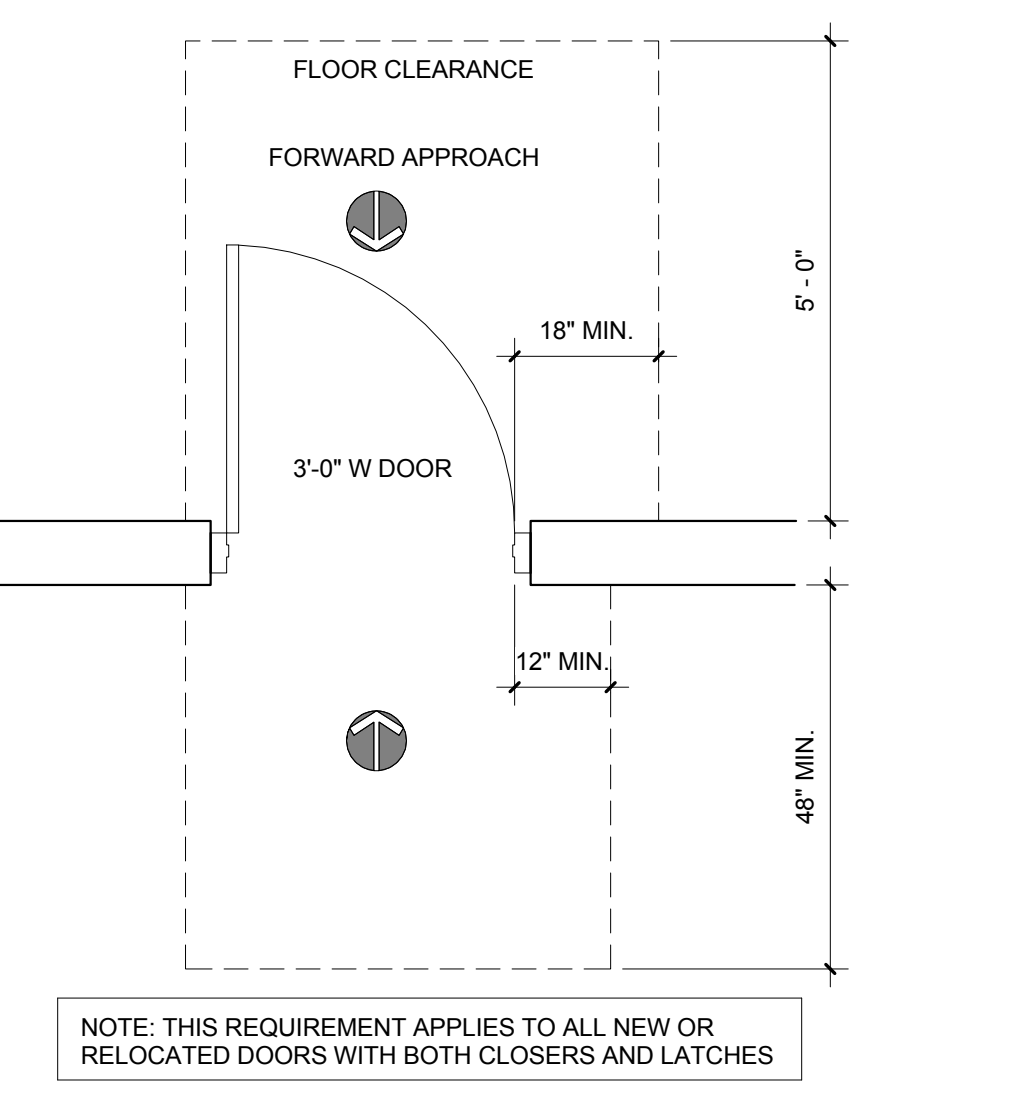 FLOOR CLEARANCE
FORWARD APPROACH
5' - 0"
18" MIN.
3'-0" W DOOR
12" MIN.
48" MIN.
NOTE: THIS REQUIREMENT APPLIES TO ALL NEW OR
RELOCATED DOORS WITH BOTH CLOSERS AND LATCHES